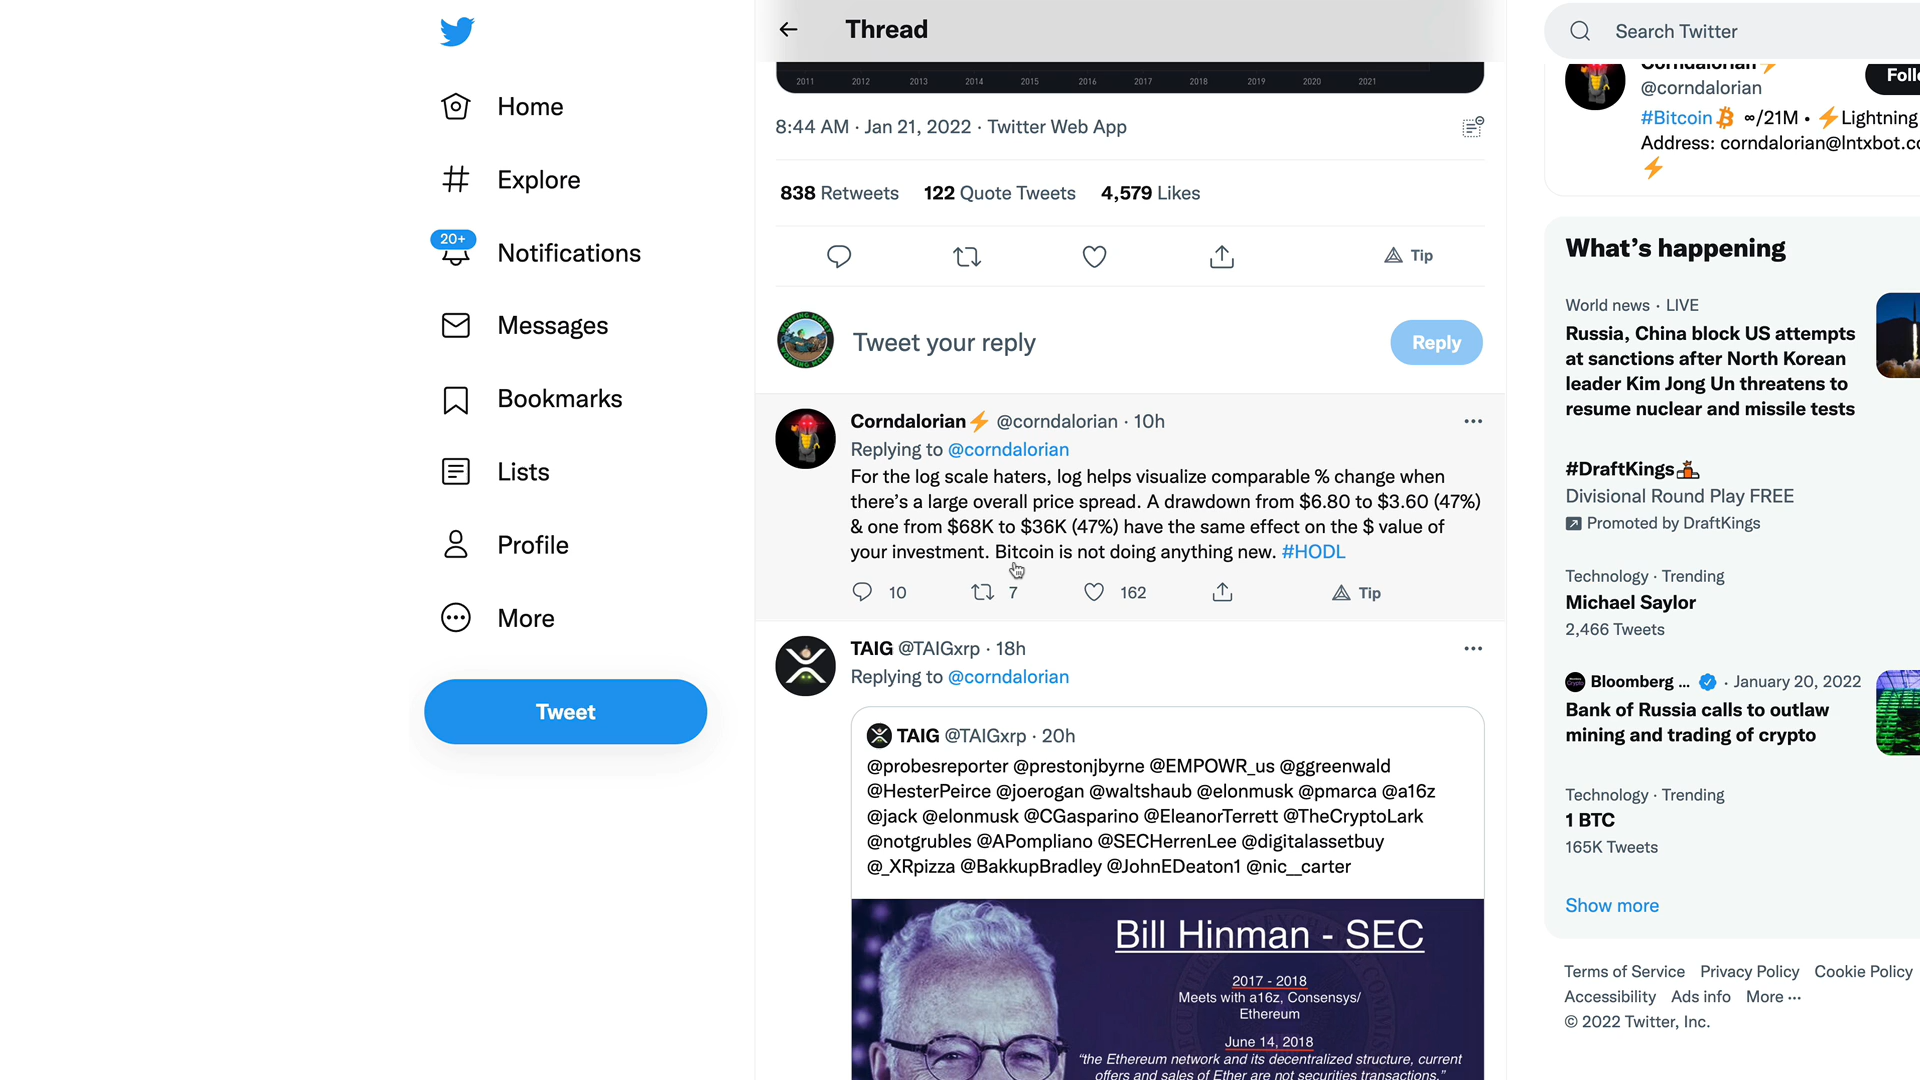 Home
Explore
20+
Notifications
Messages
Bookmarks
Lists
Profile
More
Tweet
Thread
2011 2012 2013 2014 2015 2016 2017 2018 2019 2020 2021
8:44 AM · Jan 21, 2022 · Twitter Web App
838 Retweets 122 Quote Tweets 4,579 Likes
Tip
Tweet your reply
Reply
Corndalorian⚡ @corndalorian · 10h
Replying to @corndalorian
For the log scale haters, log helps visualize comparable % change when
there's a large overall price spread. A drawdown from $6.80 to $3.60 (47%)
& one from $68K to $36K (47%) have the same effect on the $ value of
your investment. Bitcoin is not doing anything new. #HODL
10 7 162 Tip
TAIG @TAIGxrp · 18h
Replying to @corndalorian
TAIG @TAIGxrp · 20h
@probesreporter @prestonjbyrne @EMPOWR_us @ggreenwald
@HesterPeirce @joerogan @waltshaub @elonmusk @pmarca @a16z
@jack @elonmusk @CGasparino @EleanorTerrett @TheCryptoLark
@notgrubles @APompliano @SECHerrenLee @digitalassetbuy
@_XRpizza @BakkupBradley @JohnEDeaton1 @nic__carter
Bill Hinman - SEC
2017 - 2018
Meets with a16z, Consensys/
Ethereum
June 14, 2018
"the Ethereum network and its decentralized structure, current
offers and sales of Ether are not securities transactions."
Search Twitter
Corndalorian⚡
@corndalorian
Foll
#Bitcoin ∞/21M • ⚡Lightning
Address: corndalorian@lntxbot.co
⚡
What's happening
World news · LIVE
Russia, China block US attempts
at sanctions after North Korean
leader Kim Jong Un threatens to
resume nuclear and missile tests
#DraftKings
Divisional Round Play FREE
Promoted by DraftKings
Technology · Trending
Michael Saylor
2,466 Tweets
Bloomberg ... · January 20, 2022
Bank of Russia calls to outlaw
mining and trading of crypto
Technology · Trending
1 BTC
165K Tweets
Show more
Terms of Service Privacy Policy Cookie Policy
Accessibility Ads info More ···
© 2022 Twitter, Inc.